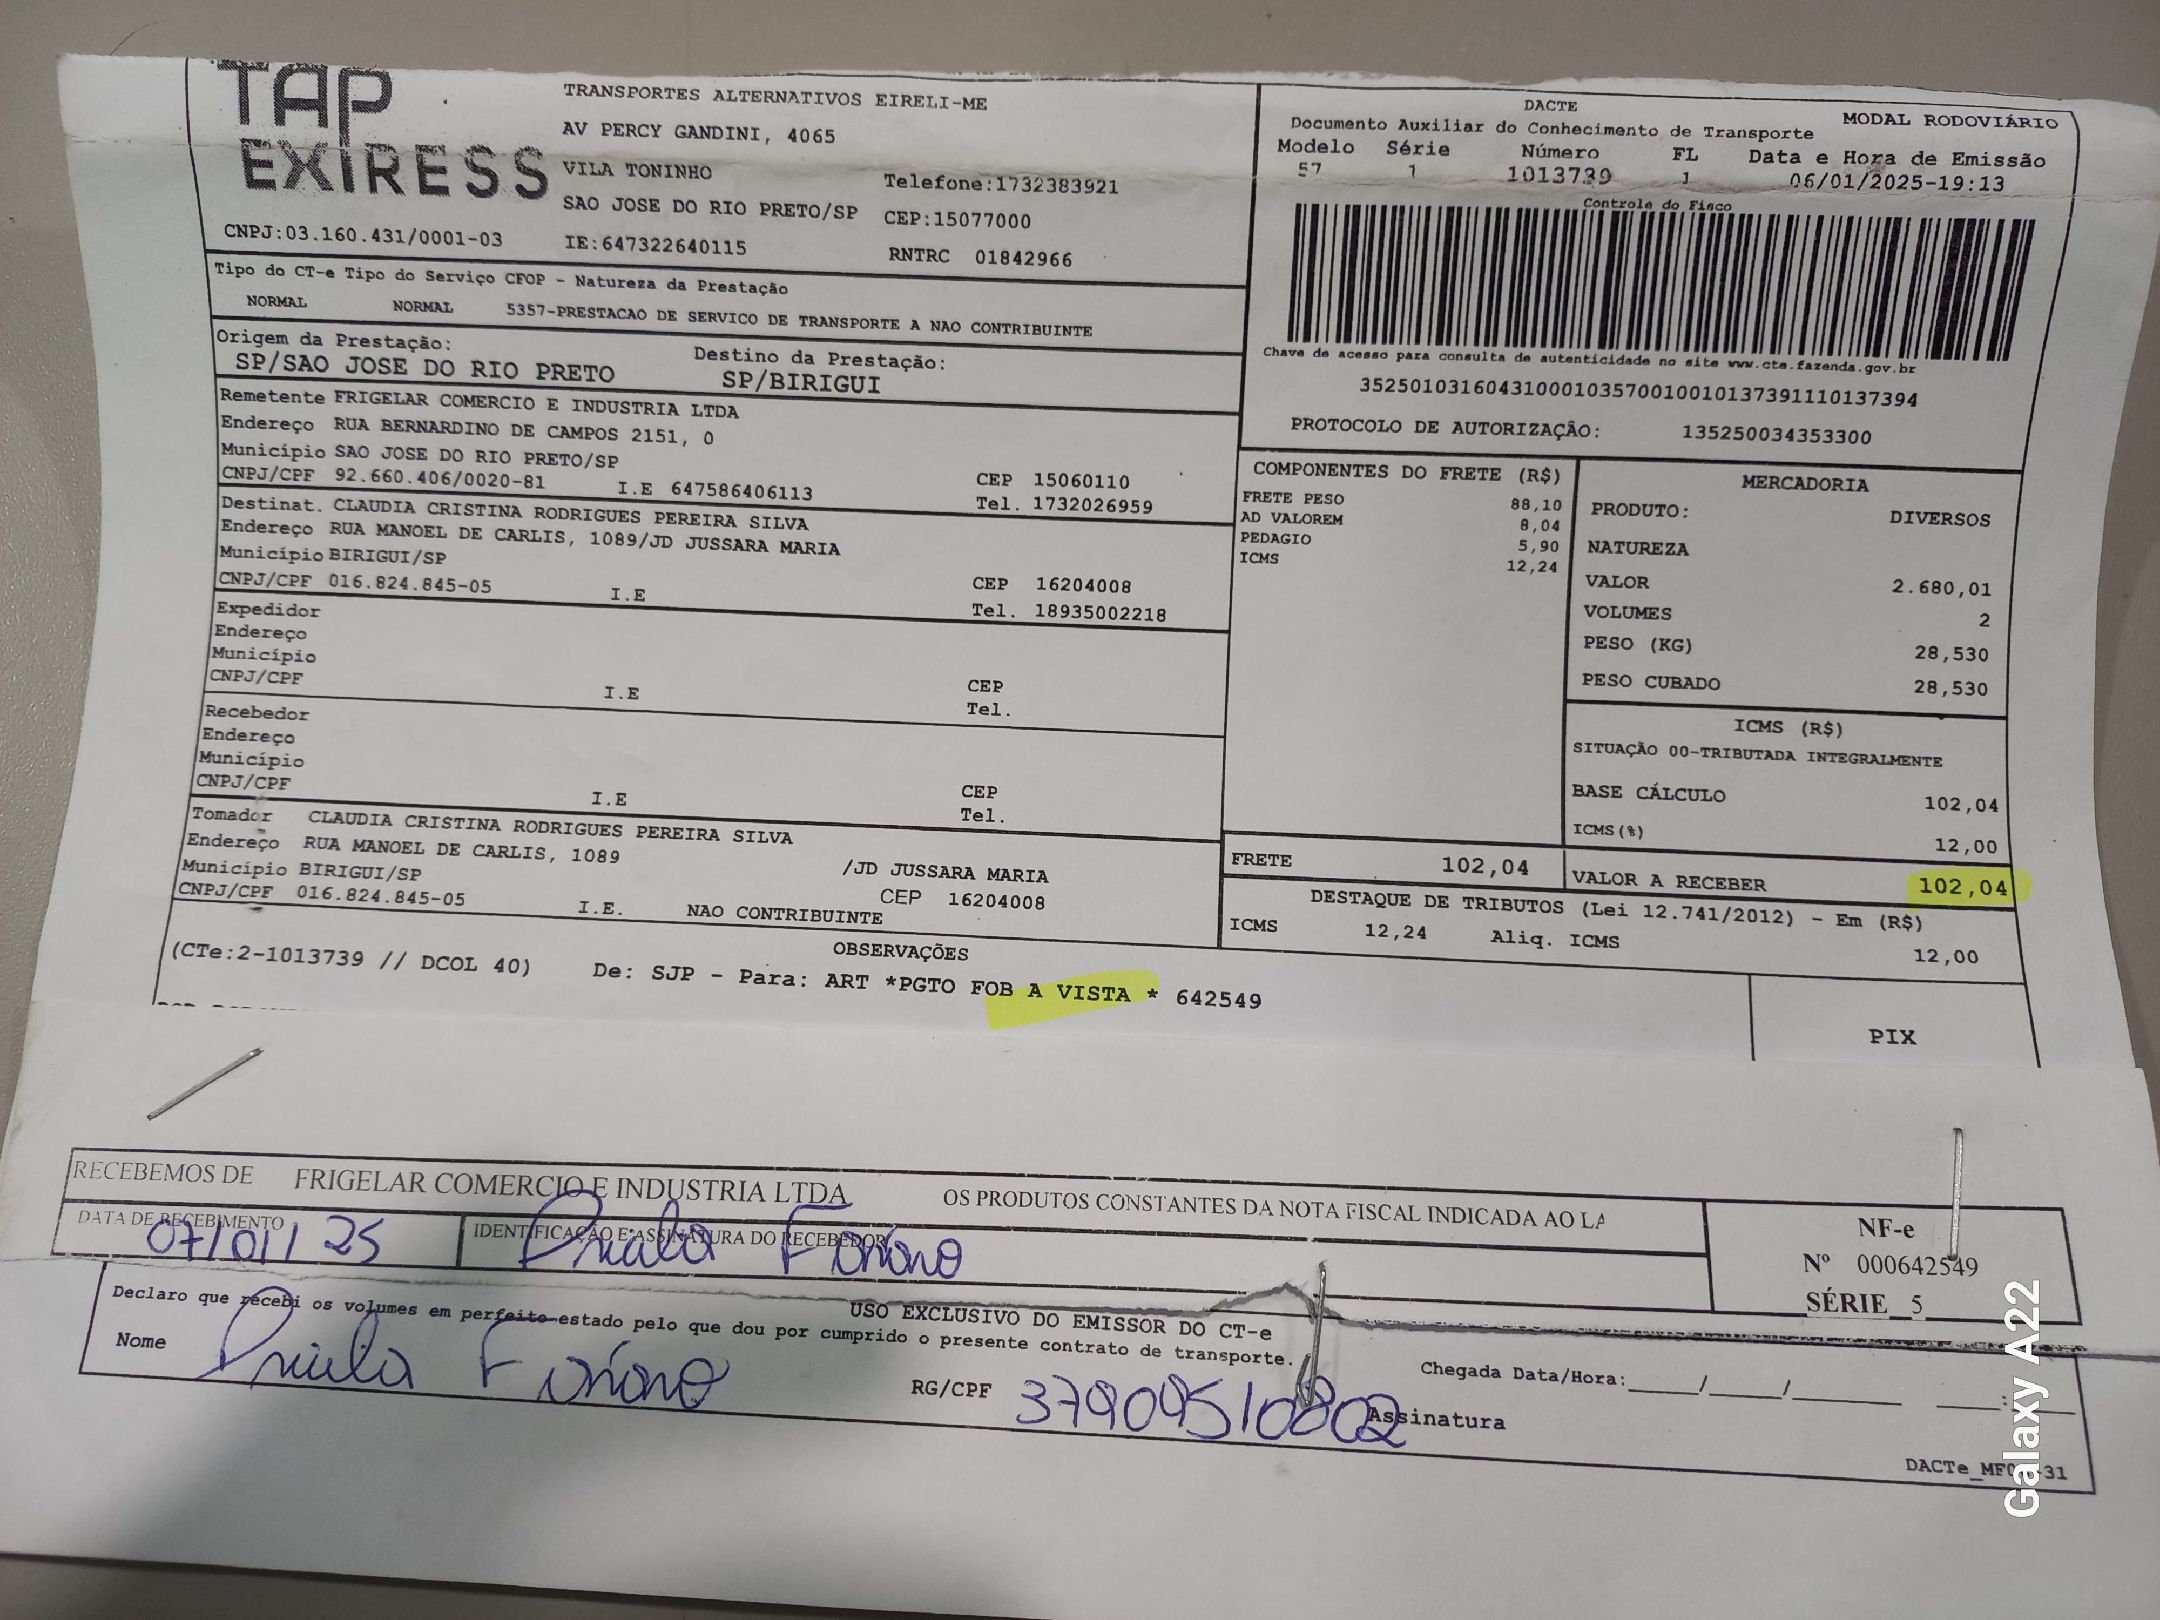 TAP
EXIRESS
CNPJ:03.160.431/0001-03
TRANSPORTES ALTERNATIVOS EIRELI-ME
AV PERCY GANDINI, 4065
VILA TONINHO
Telefone:1732383921
SAO JOSE DO RIO PRETO/SP CEP:15077000
IE:647322640115 RNTRC 01842966
DACTE MODAL RODOVIÁRIO
Documento Auxiliar do Conhecimento de Transporte
Modelo Série Número FL Data e Hora de Emissão
57 1 1013739 1 06/01/2025-19:13
Controle do Fisco
Chave de acesso para consulta de autenticidade no site www.cte.fazenda.gov.br
35250103160431000103570010010137391110137394
PROTOCOLO DE AUTORIZAÇÃO: 135250034353300
Tipo do CT-e Tipo do Serviço CFOP - Natureza da Prestação
NORMAL NORMAL 5357-PRESTACAO DE SERVICO DE TRANSPORTE A NAO CONTRIBUINTE
Origem da Prestação: Destino da Prestação:
SP/SAO JOSE DO RIO PRETO SP/BIRIGUI
Remetente FRIGELAR COMERCIO E INDUSTRIA LTDA
Endereço RUA BERNARDINO DE CAMPOS 2151, 0
Município SAO JOSE DO RIO PRETO/SP CEP 15060110
CNPJ/CPF 92.660.406/0020-81 I.E 647586406113 Tel. 1732026959
Destinat. CLAUDIA CRISTINA RODRIGUES PEREIRA SILVA
Endereço RUA MANOEL DE CARLIS, 1089/JD JUSSARA MARIA
Município BIRIGUI/SP CEP 16204008
CNPJ/CPF 016.824.845-05 I.E Tel. 18935002218
Expedidor
Endereço
Município CEP
CNPJ/CPF I.E Tel.
Recebedor
Endereço
Município CEP
CNPJ/CPF I.E Tel.
Tomador CLAUDIA CRISTINA RODRIGUES PEREIRA SILVA
Endereço RUA MANOEL DE CARLIS, 1089 /JD JUSSARA MARIA
Município BIRIGUI/SP CEP 16204008
CNPJ/CPF 016.824.845-05 I.E. NAO CONTRIBUINTE
COMPONENTES DO FRETE (R$)
FRETE PESO 88,10
AD VALOREM 8,04
PEDAGIO 5,90
ICMS 12,24
MERCADORIA
PRODUTO: DIVERSOS
NATUREZA
VALOR 2.680,01
VOLUMES 2
PESO (KG) 28,530
PESO CUBADO 28,530
ICMS (R$)
SITUAÇÃO 00-TRIBUTADA INTEGRALMENTE
BASE CÁLCULO 102,04
ICMS(%) 12,00
FRETE 102,04 VALOR A RECEBER 102,04
DESTAQUE DE TRIBUTOS (Lei 12.741/2012) - Em (R$)
ICMS 12,24 Aliq. ICMS 12,00
OBSERVAÇÕES
(CTe:2-1013739 // DCOL 40) De: SJP - Para: ART *PGTO FOB A VISTA * 642549
PIX
RECEBEMOS DE FRIGELAR COMERCIO E INDUSTRIA LTDA OS PRODUTOS CONSTANTES DA NOTA FISCAL INDICADA AO LA
DATA DE RECEBIMENTO IDENTIFICAÇÃO E ASSINATURA DO RECEBEDOR
07/01/25
NF-e
Nº 000642549
SÉRIE 5
USO EXCLUSIVO DO EMISSOR DO CT-e
Declaro que recebi os volumes em perfeito estado pelo que dou por cumprido o presente contrato de transporte.
Nome RG/CPF 37909510802 Assinatura
Chegada Data/Hora:____/____/______ ____:____
Galaxy A22